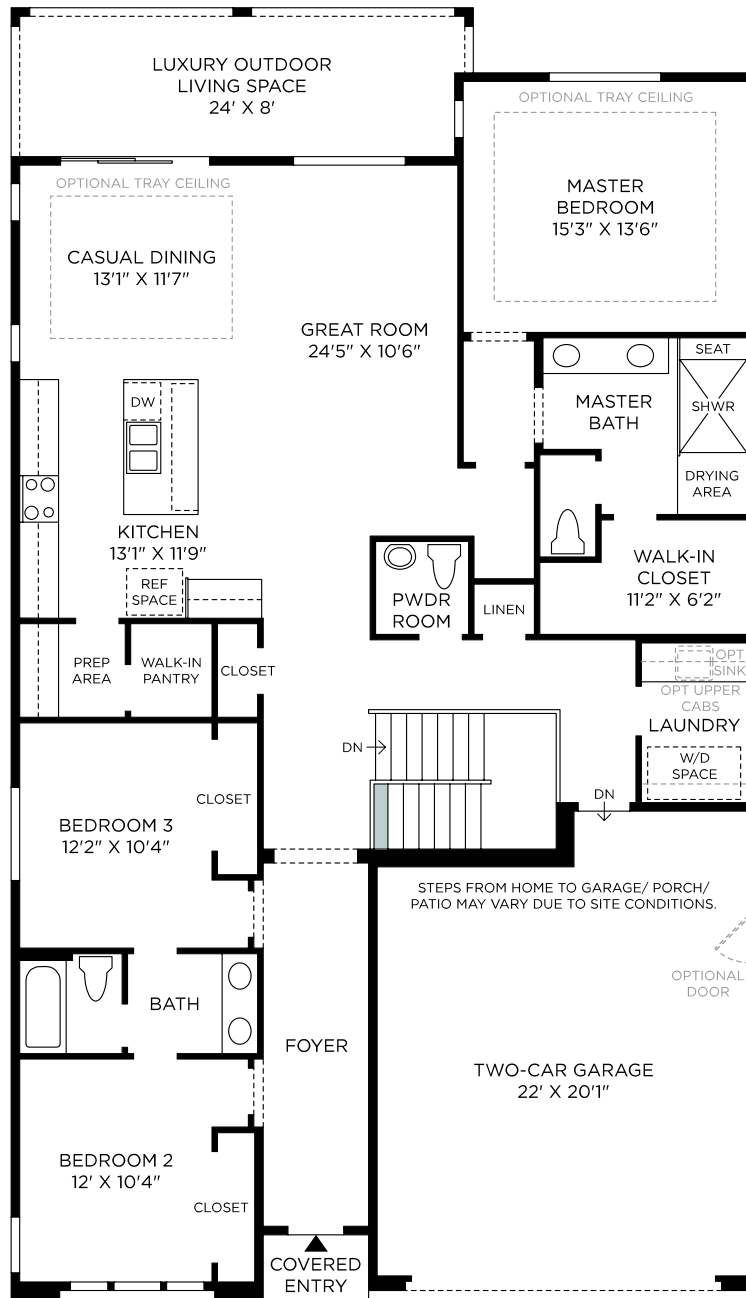 LUXURY OUTDOOR
LIVING SPACE
24' X 8'
OPTIONAL TRAY CEILING
MASTER
BEDROOM
15'3" X 13'6"
OPTIONAL TRAY CEILING
CASUAL DINING
13'1" X 11'7"
GREAT ROOM
24'5" X 10'6"
SEAT
SHWR
DRYING
AREA
MASTER
BATH
DW
KITCHEN
13'1" X 11'9"
REF
SPACE
PWDR
ROOM
LINEN
WALK-IN
CLOSET
11'2" X 6'2"
PREP
AREA
WALK-IN
PANTRY
CLOSET
OPT
SINK
OPT UPPER
CABS
LAUNDRY
W/D
SPACE
DN
DN
CLOSET
BEDROOM 3
12'2" X 10'4"
STEPS FROM HOME TO GARAGE/ PORCH/
PATIO MAY VARY DUE TO SITE CONDITIONS.
OPTIONAL
DOOR
BATH
FOYER
TWO-CAR GARAGE
22' X 20'1"
BEDROOM 2
12' X 10'4"
CLOSET
COVERED
ENTRY